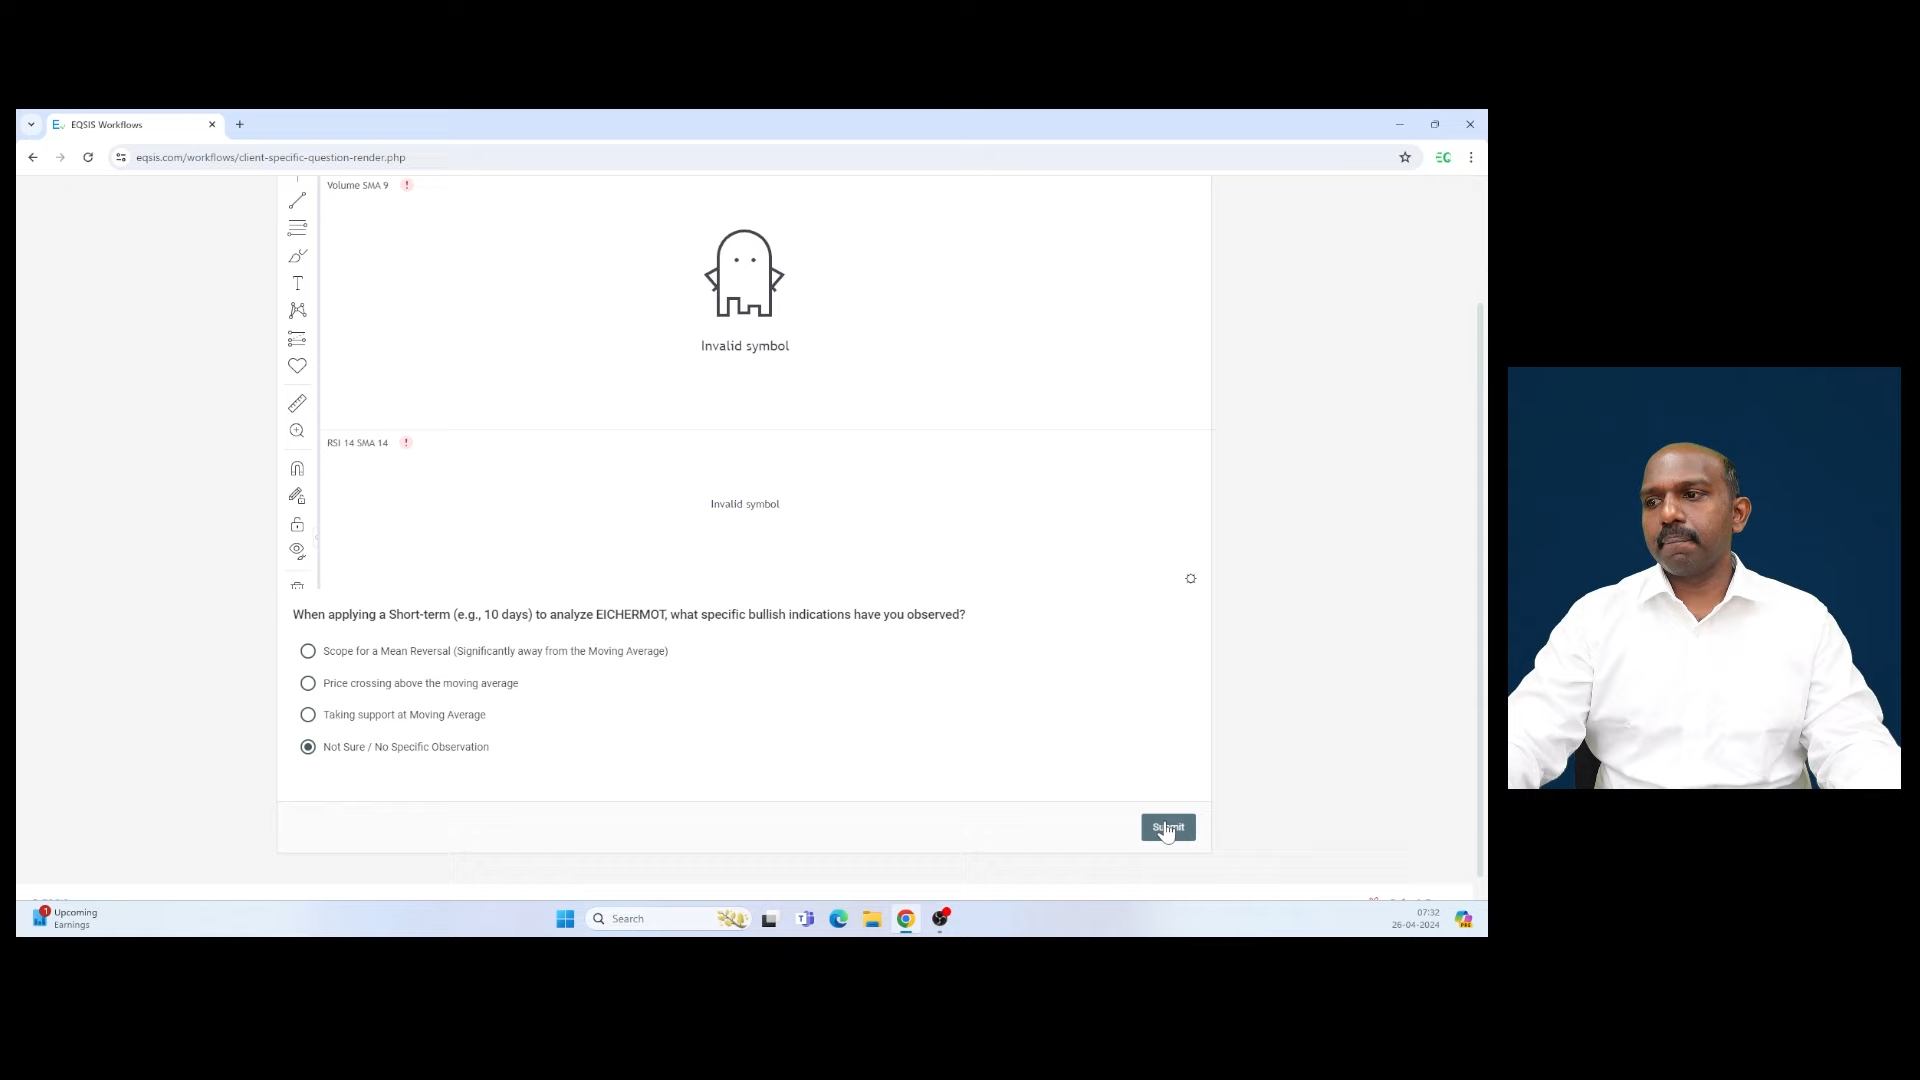 EQSIS Workflows
eqsis.com/workflows/client-specific-question-render.php
Volume SMA 9
Invalid symbol
RSI 14 SMA 14
Invalid symbol
When applying a Short-term (e.g., 10 days) to analyze EICHERMOT, what specific bullish indications have you observed?
Scope for a Mean Reversal (Significantly away from the Moving Average)
Price crossing above the moving average
Taking support at Moving Average
Not Sure / No Specific Observation
Submit
1
Upcoming
Earnings
Search
07:32
26-04-2024